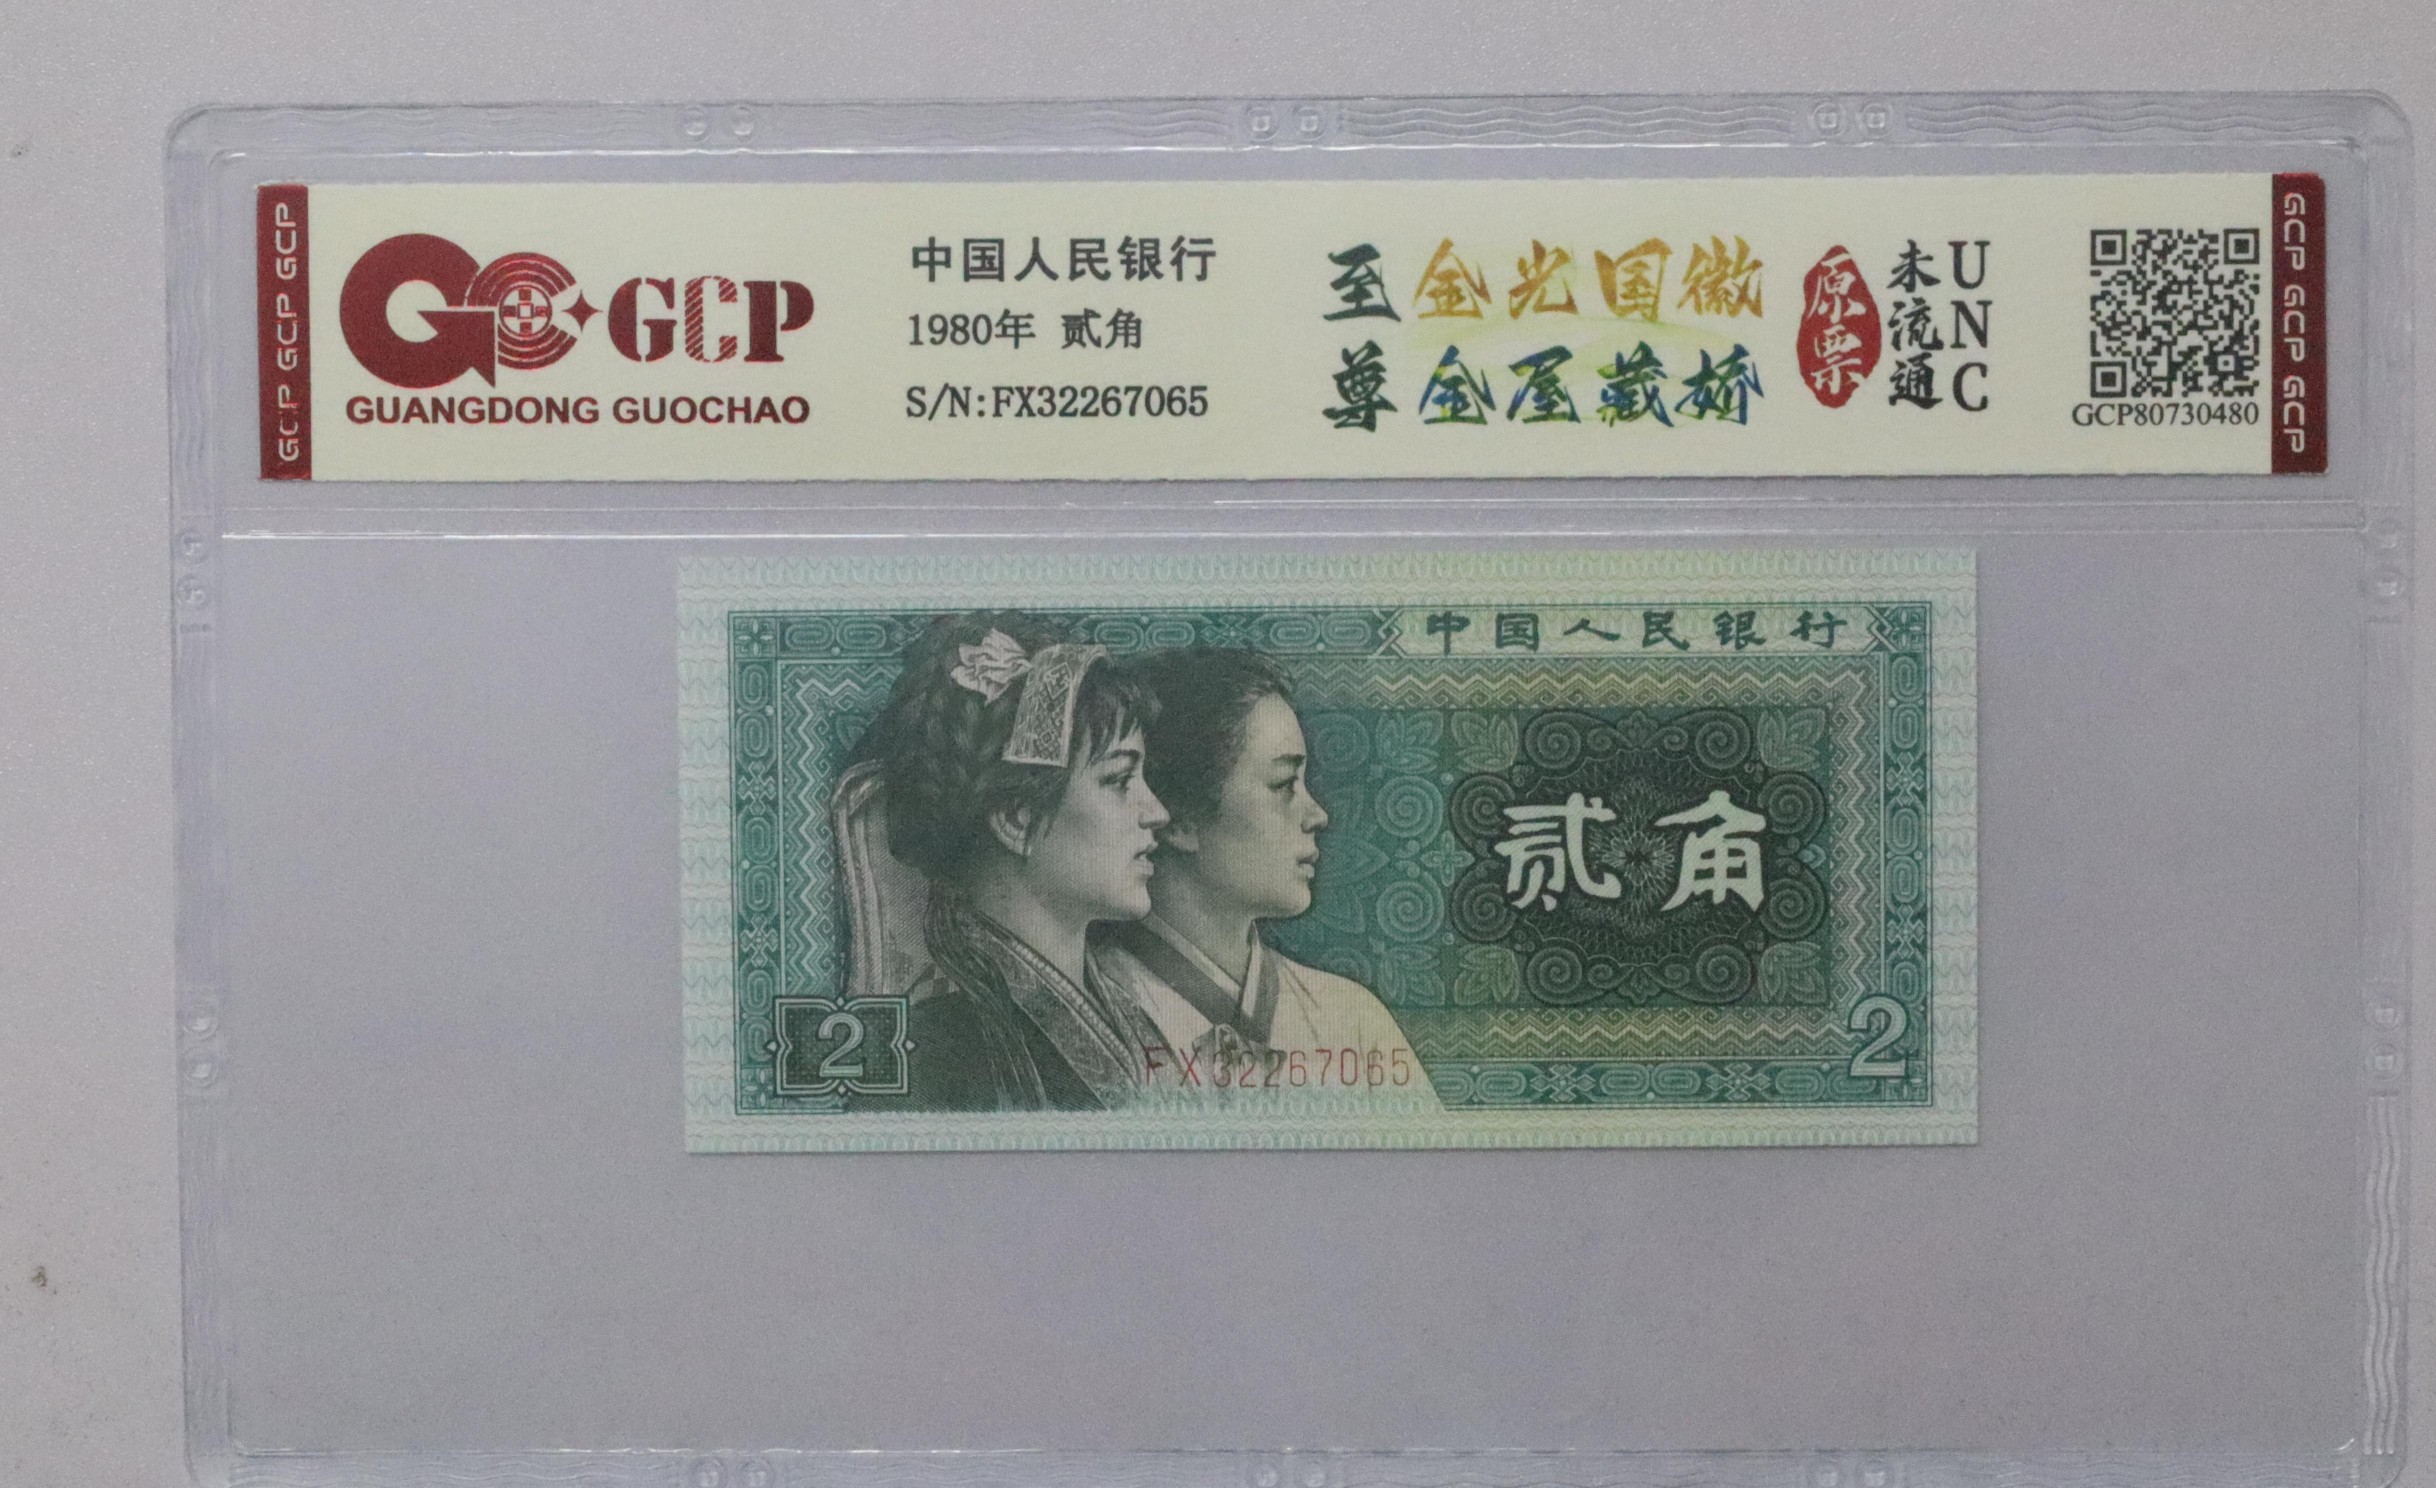 GCP GCP GCP
GC GCP
GUANGDONG GUOCHAO
中国人民银行
1980年 贰角
S/N:FX32267065
至尊
金光国徽
金屋藏娇
原票
未流通
UNC
GCP80730480
GCP GCP GCP
中国人民银行
贰角
2
FX32267065
2